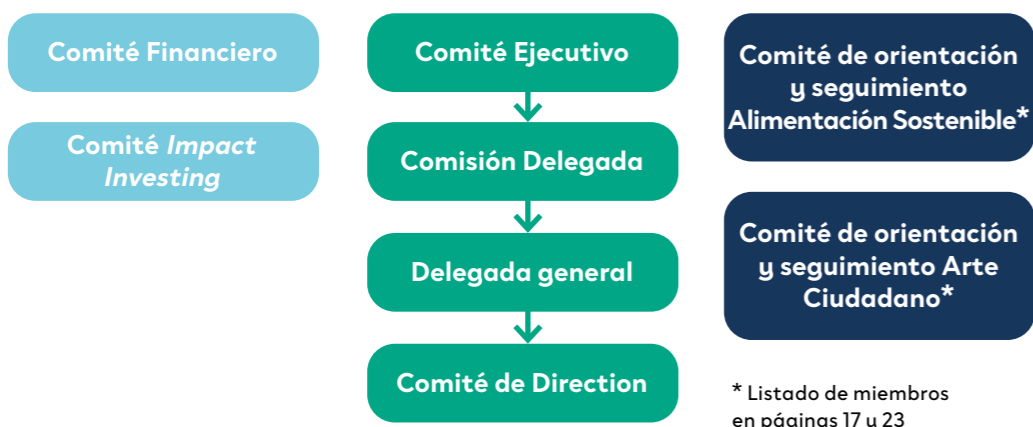 Comité Financiero
Comité Impact
Investing
Comité Ejecutivo
Comisión Delegada
Delegada general
Comité de Direction
Comité de orientación
y seguimiento
Alimentación Sostenible*
Comité de orientación
y seguimiento Arte
Ciudadano*
* Listado de miembros
en páginas 17 y 23